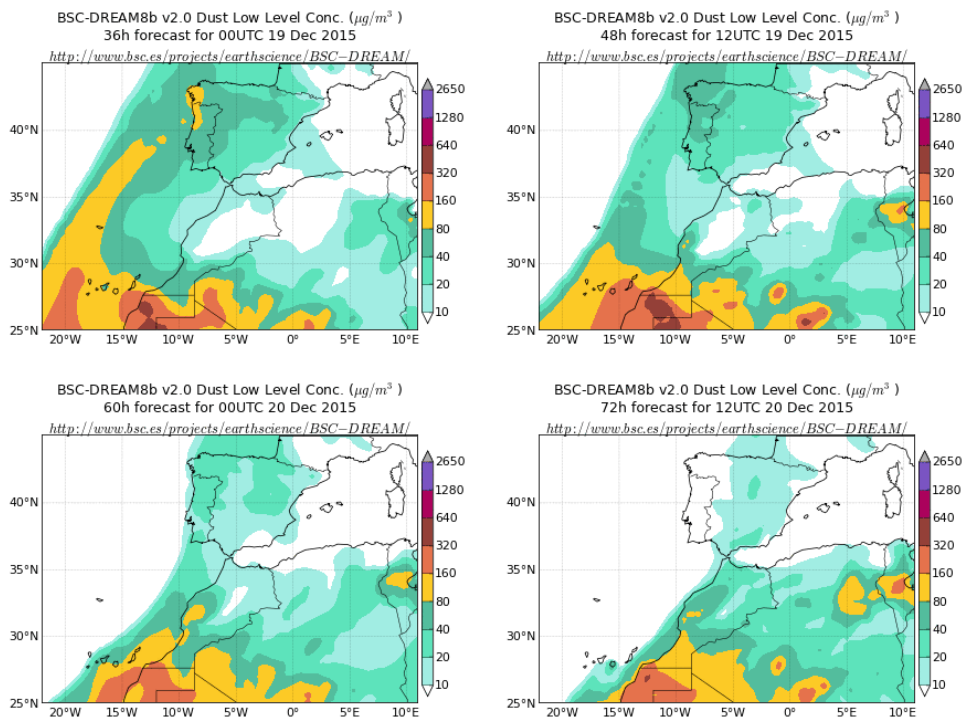 BSC-DREAM8b v2.0 Dust Low Level Conc. (μg/m³ )
36h forecast for 00UTC 19 Dec 2015
http://www.bsc.es/projects/earthscience/BSC−DREAM/
40°N
35°N
30°N
25°N
20°W
15°W
10°W
5°W
0°E
5°E
10°E
2650
1280
640
320
160
80
40
20
10
BSC-DREAM8b v2.0 Dust Low Level Conc. (μg/m³ )
48h forecast for 12UTC 19 Dec 2015
http://www.bsc.es/projects/earthscience/BSC−DREAM/
40°N
35°N
30°N
25°N
20°W
15°W
10°W
5°W
0°E
5°E
10°E
2650
1280
640
320
160
80
40
20
10
BSC-DREAM8b v2.0 Dust Low Level Conc. (μg/m³ )
60h forecast for 00UTC 20 Dec 2015
http://www.bsc.es/projects/earthscience/BSC−DREAM/
40°N
35°N
30°N
25°N
20°W
15°W
10°W
5°W
0°E
5°E
10°E
2650
1280
640
320
160
80
40
20
10
BSC-DREAM8b v2.0 Dust Low Level Conc. (μg/m³ )
72h forecast for 12UTC 20 Dec 2015
http://www.bsc.es/projects/earthscience/BSC−DREAM/
40°N
35°N
30°N
25°N
20°W
15°W
10°W
5°W
0°E
5°E
10°E
2650
1280
640
320
160
80
40
20
10